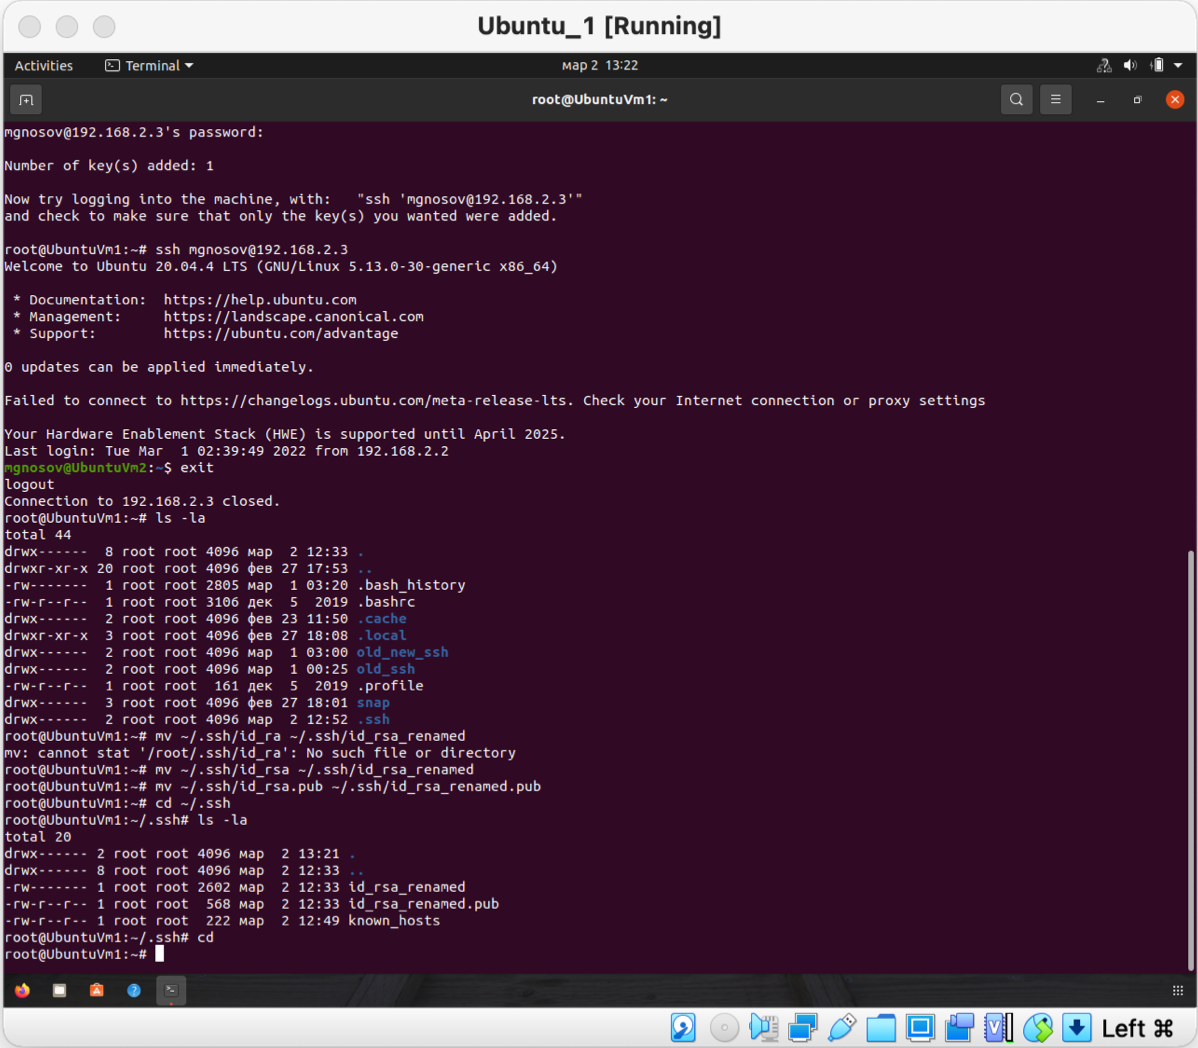 Ubuntu_1 [Running]
Activities Terminal мар 2 13:22
root@UbuntuVm1: ~
mgnosov@192.168.2.3's password:
Number of key(s) added: 1
Now try logging into the machine, with:   "ssh 'mgnosov@192.168.2.3'"
and check to make sure that only the key(s) you wanted were added.
root@UbuntuVm1:~# ssh mgnosov@192.168.2.3
Welcome to Ubuntu 20.04.4 LTS (GNU/Linux 5.13.0-30-generic x86_64)
 * Documentation:  https://help.ubuntu.com
 * Management:     https://landscape.canonical.com
 * Support:        https://ubuntu.com/advantage
0 updates can be applied immediately.
Failed to connect to https://changelogs.ubuntu.com/meta-release-lts. Check your Internet connection or proxy settings
Your Hardware Enablement Stack (HWE) is supported until April 2025.
Last login: Tue Mar  1 02:39:49 2022 from 192.168.2.2
mgnosov@UbuntuVm2:~$ exit
logout
Connection to 192.168.2.3 closed.
root@UbuntuVm1:~# ls -la
total 44
drwx------  8 root root 4096 мар  2 12:33 .
drwxr-xr-x 20 root root 4096 фев 27 17:53 ..
-rw-------  1 root root 2805 мар  1 03:20 .bash_history
-rw-r--r--  1 root root 3106 дек  5  2019 .bashrc
drwx------  2 root root 4096 фев 23 11:50 .cache
drwxr-xr-x  3 root root 4096 фев 27 18:08 .local
drwx------  2 root root 4096 мар  1 03:00 old_new_ssh
drwx------  2 root root 4096 мар  1 00:25 old_ssh
-rw-r--r--  1 root root  161 дек  5  2019 .profile
drwx------  3 root root 4096 фев 27 18:01 snap
drwx------  2 root root 4096 мар  2 12:52 .ssh
root@UbuntuVm1:~# mv ~/.ssh/id_ra ~/.ssh/id_rsa_renamed
mv: cannot stat '/root/.ssh/id_ra': No such file or directory
root@UbuntuVm1:~# mv ~/.ssh/id_rsa ~/.ssh/id_rsa_renamed
root@UbuntuVm1:~# mv ~/.ssh/id_rsa.pub ~/.ssh/id_rsa_renamed.pub
root@UbuntuVm1:~# cd ~/.ssh
root@UbuntuVm1:~/.ssh# ls -la
total 20
drwx------ 2 root root 4096 мар  2 13:21 .
drwx------ 8 root root 4096 мар  2 12:33 ..
-rw------- 1 root root 2602 мар  2 12:33 id_rsa_renamed
-rw-r--r-- 1 root root  568 мар  2 12:33 id_rsa_renamed.pub
-rw-r--r-- 1 root root  222 мар  2 12:49 known_hosts
root@UbuntuVm1:~/.ssh# cd
root@UbuntuVm1:~#
Left ⌘